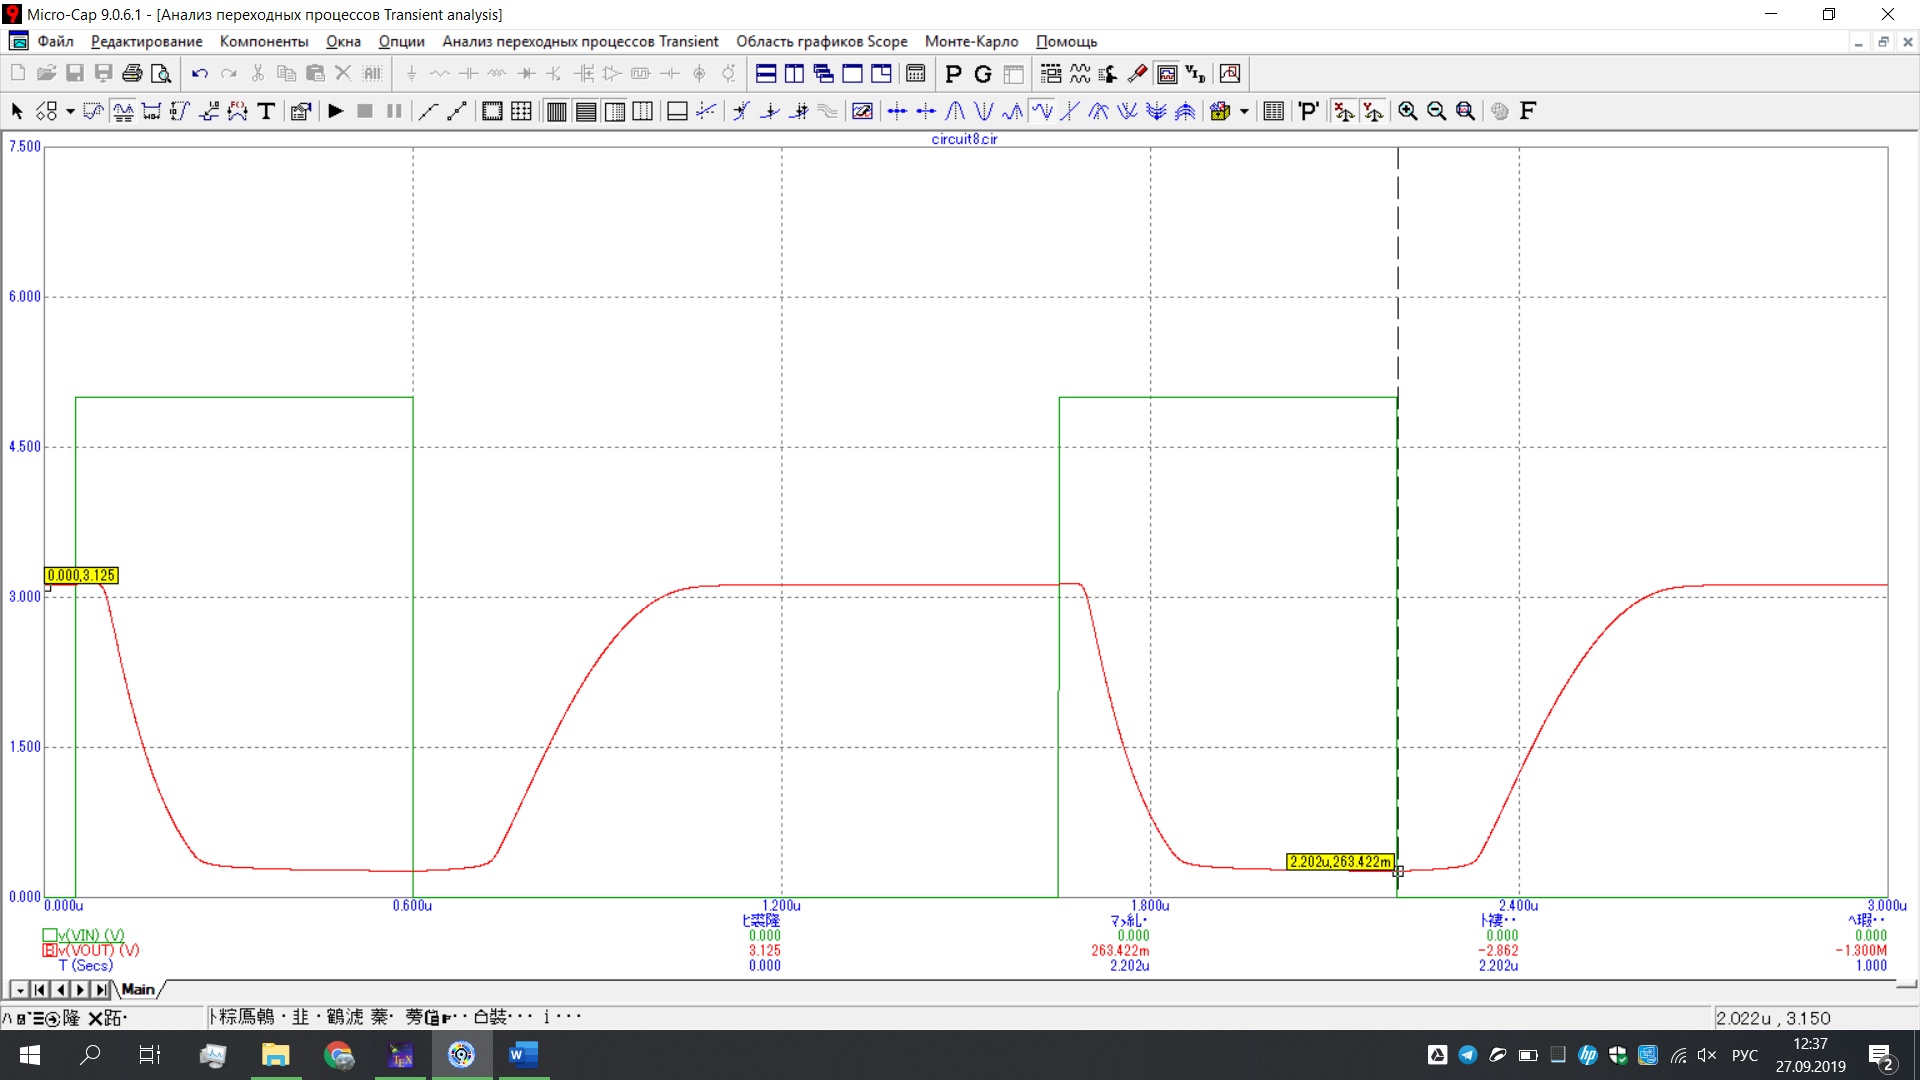 Micro-Cap 9.0.6.1 - [Анализ переходных процессов Transient analysis]
Файл Редактирование Компоненты Окна Опции Анализ переходных процессов Transient Область графиков Scope Монте-Карло Помощь
circuit8.cir
7.500
6.000
4.500
0.000,3.125
3.000
1.500
2.202u,263.422m
0.000
0.000u 0.600u 1.200u 1.800u 2.400u 3.000u
v(VIN) (V) 0.000 0.000 0.000 0.000
v(VOUT) (V) 3.125 263.422m -2.862 -1.300M
T (Secs) 0.000 2.202u 2.202u 1.000
Main
2.022u , 3.150
РУС
12:37
27.09.2019
2